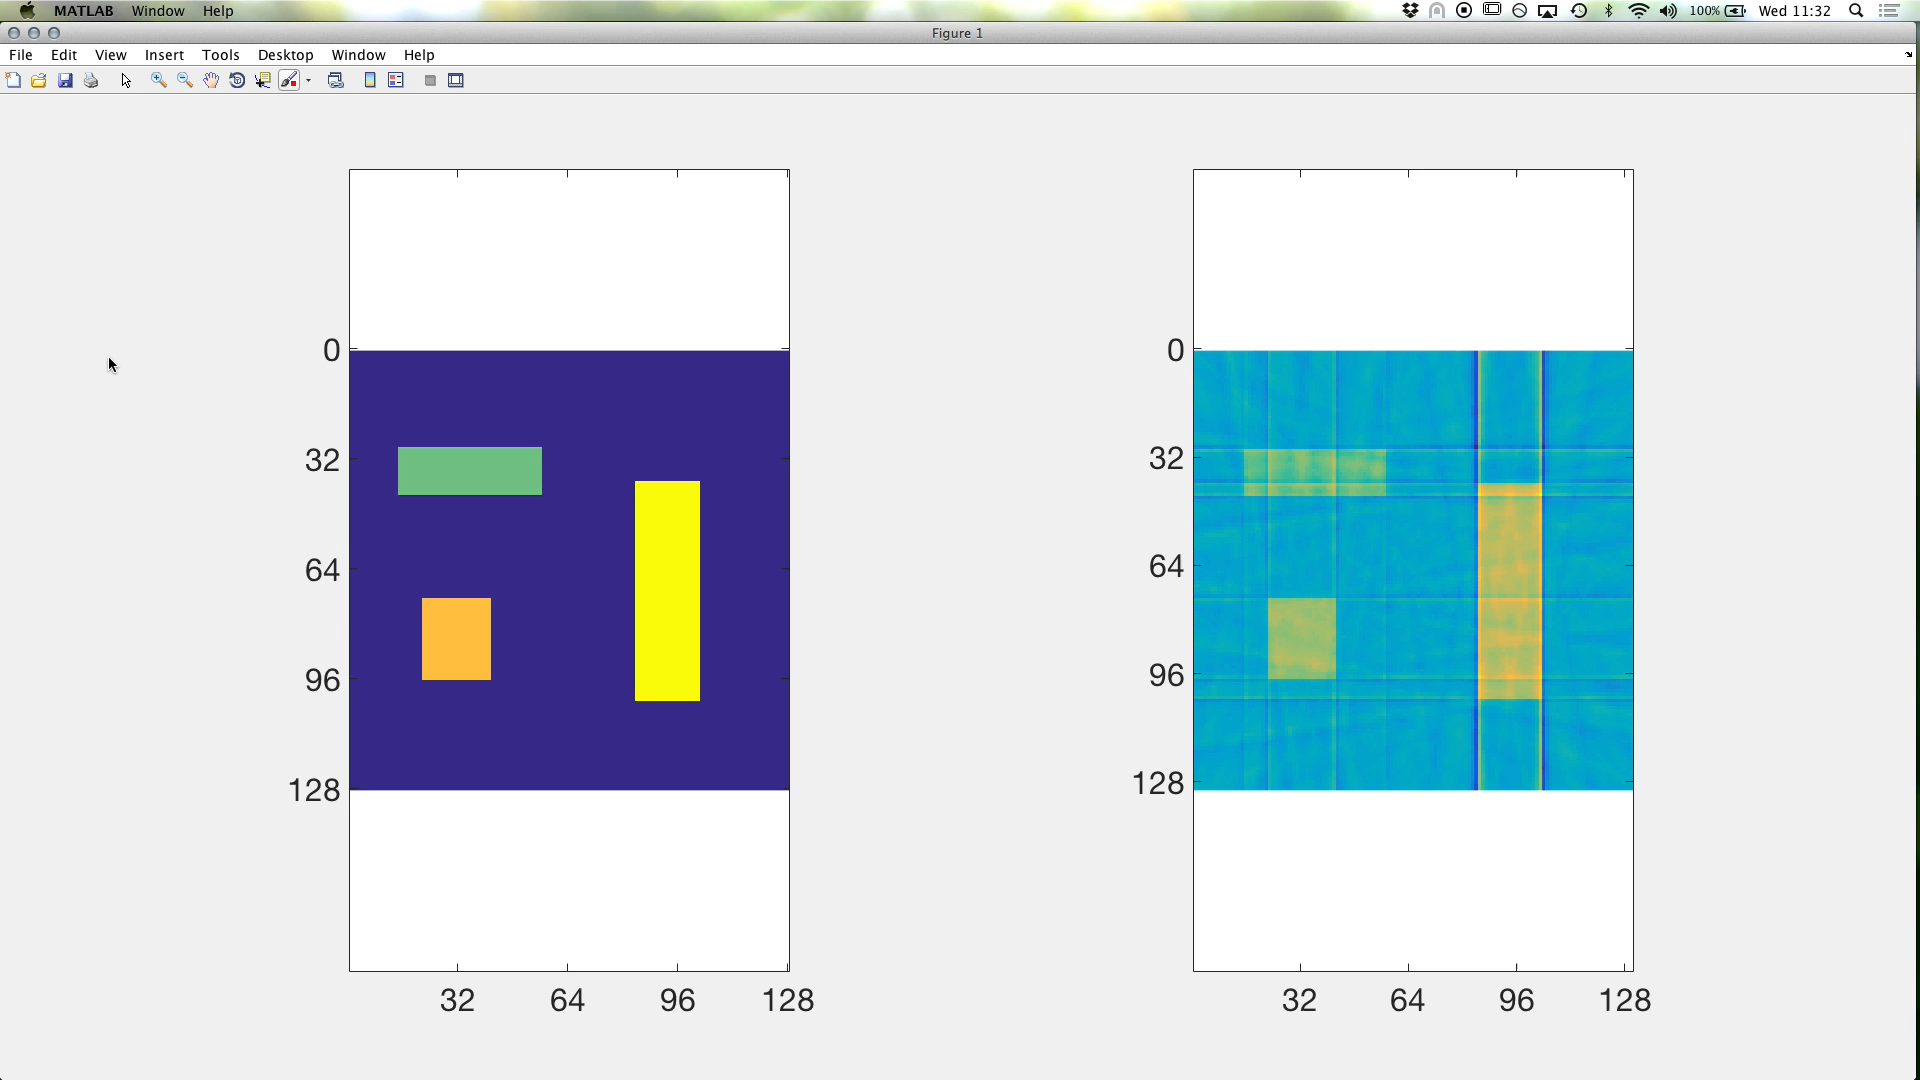 MATLAB Window Help 100% Wed 11:32
Figure 1
File Edit View Insert Tools Desktop Window Help
0 0
32 32
64 64
96 96
128 128
32 64 96 128 32 64 96 128